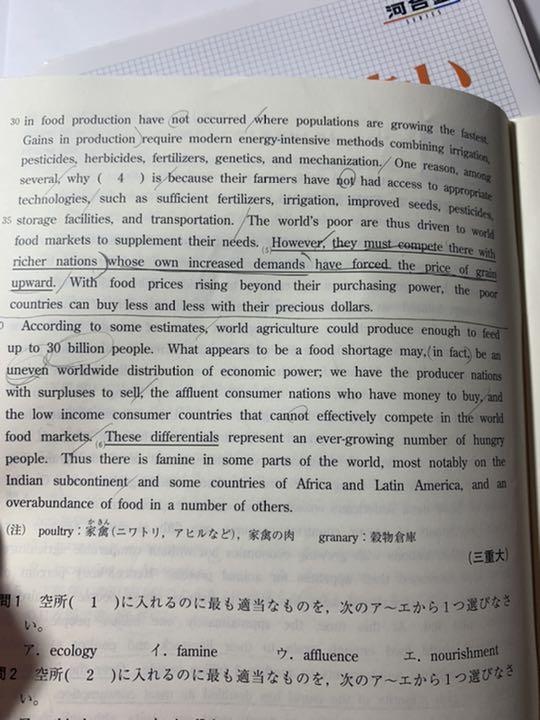 河合塾
SERIES
い
30 in food production have not occurred where populations are growing the fastest.
Gains in production require modern energy-intensive methods combining irrigation,
pesticides, herbicides, fertilizers, genetics, and mechanization. One reason, among
several, why ( 4 ) is because their farmers have not had access to appropriate
technologies, such as sufficient fertilizers, irrigation, improved seeds, pesticides,
35 storage facilities, and transportation. The world's poor are thus driven to world
food markets to supplement their needs. (5)However, they must compete there with
richer nations whose own increased demands have forced the price of grain
upward. With food prices rising beyond their purchasing power, the poor
countries can buy less and less with their precious dollars.
0 According to some estimates, world agriculture could produce enough to feed
up to 30 billion people. What appears to be a food shortage may, in fact, be an
uneven worldwide distribution of economic power; we have the producer nations
with surpluses to sell, the affluent consumer nations who have money to buy, and
the low income consumer countries that cannot effectively compete in the world
food markets. (6)These differentials represent an ever-growing number of hungry
people. Thus there is famine in some parts of the world, most notably on the
Indian subcontinent and some countries of Africa and Latin America, and an
overabundance of food in a number of others.
かきん
(注) poultry：家禽(ニワトリ，アヒルなど)，家禽の肉 granary：穀物倉庫
(三重大)
問1 空所( 1 )に入れるのに最も適当なものを，次のア〜エから1つ選びなさ
い。
ア．ecology イ．famine ウ．affluence エ．nourishment
問2 空所( 2 )に入れるのに最も適当なものを，次のア〜エから1つ選びなさ
い。